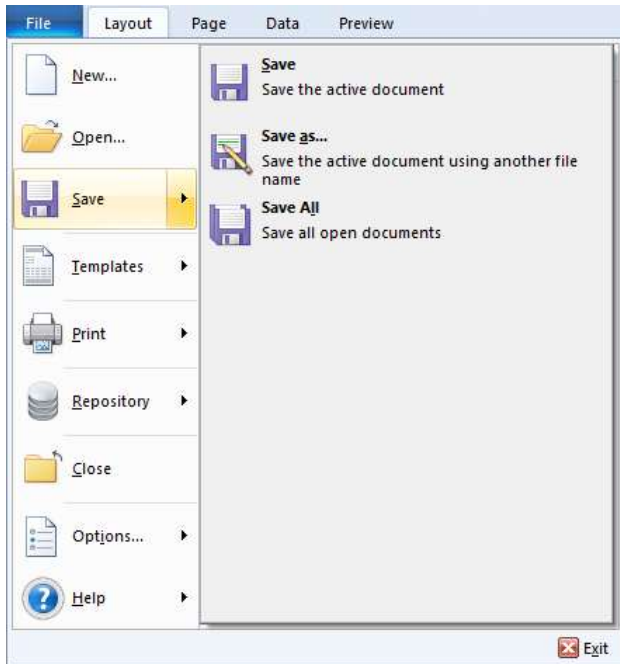 File Layout Page Data Preview
New...
Open...
Save
Templates
Print
Repository
Close
Options...
Help
Save
Save the active document
Save as...
Save the active document using another file
name
Save All
Save all open documents
Exit